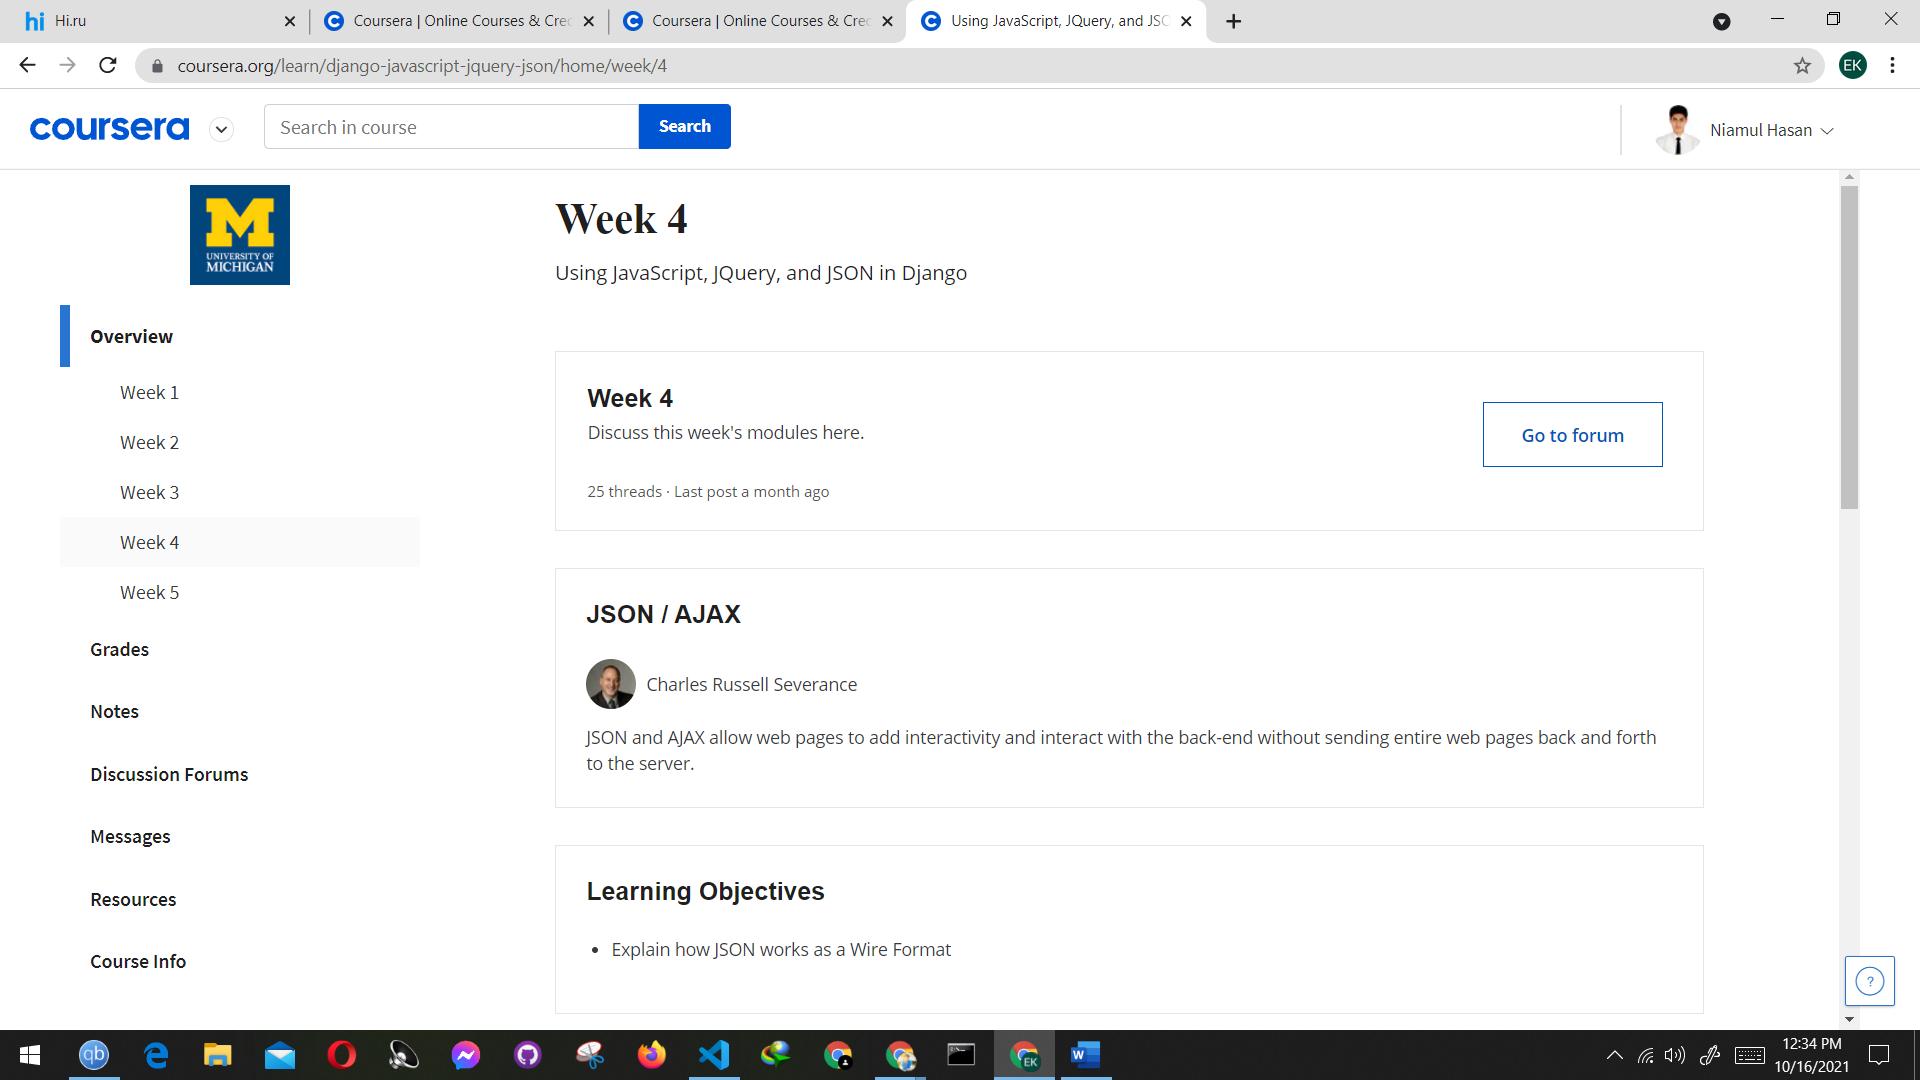 hi Hi.ru
Coursera | Online Courses & Cred
Coursera | Online Courses & Cred
Using JavaScript, JQuery, and JSO
coursera.org/learn/django-javascript-jquery-json/home/week/4
EK
coursera
Search in course
Search
Niamul Hasan
M
UNIVERSITY OF
MICHIGAN
Overview
Week 1
Week 2
Week 3
Week 4
Week 5
Grades
Notes
Discussion Forums
Messages
Resources
Course Info
Week 4
Using JavaScript, JQuery, and JSON in Django
Week 4
Discuss this week's modules here.
25 threads · Last post a month ago
Go to forum
JSON / AJAX
Charles Russell Severance
JSON and AJAX allow web pages to add interactivity and interact with the back-end without sending entire web pages back and forth
to the server.
Learning Objectives
• Explain how JSON works as a Wire Format
?
qb
EK
W
12:34 PM
10/16/2021